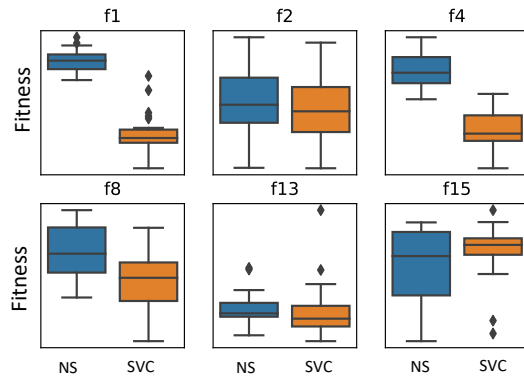 f1 f2 f4
Fitness
f8 f13 f15
Fitness
NS SVC NS SVC NS SVC